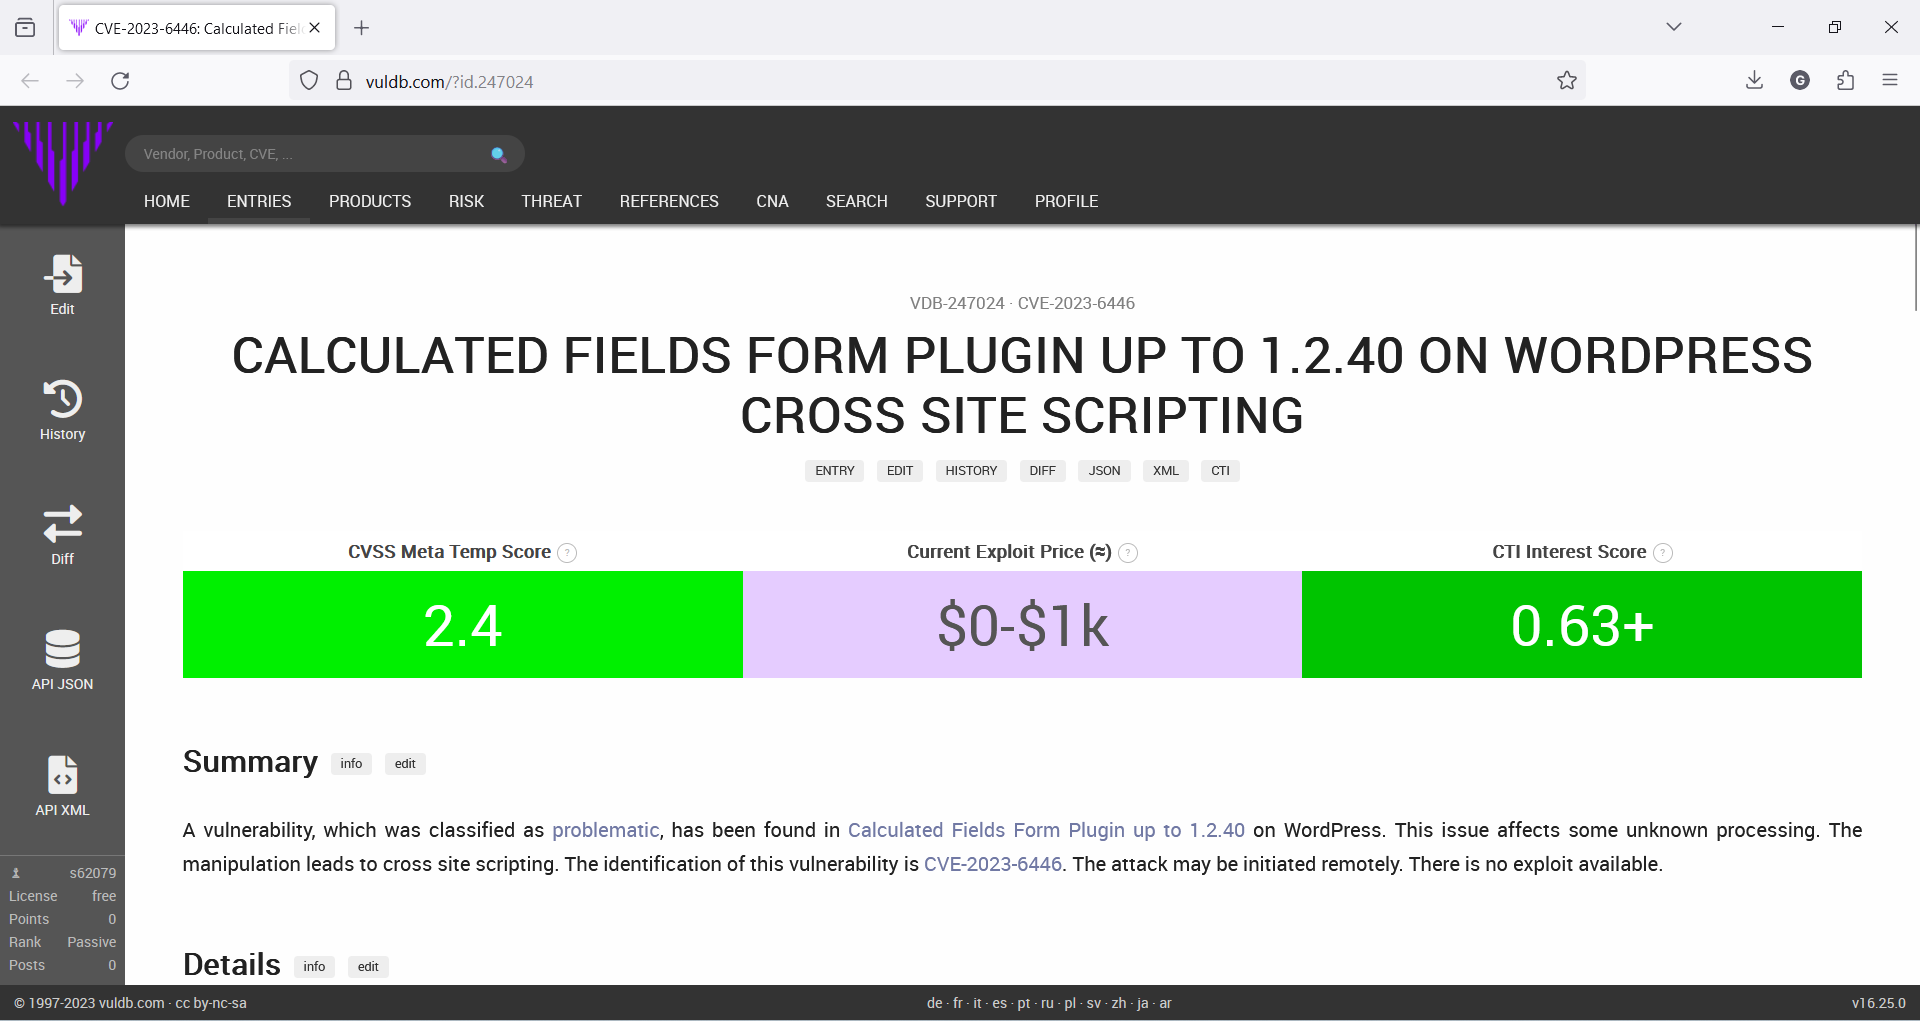 CVE-2023-6446: Calculated Fiel
vuldb.com/?id.247024
G
Vendor, Product, CVE, ...
HOME ENTRIES PRODUCTS RISK THREAT REFERENCES CNA SEARCH SUPPORT PROFILE
Edit
History
Diff
API JSON
API XML
s62079
License free
Points 0
Rank Passive
Posts 0
VDB-247024 · CVE-2023-6446
CALCULATED FIELDS FORM PLUGIN UP TO 1.2.40 ON WORDPRESS
CROSS SITE SCRIPTING
ENTRY EDIT HISTORY DIFF JSON XML CTI
CVSS Meta Temp Score ?
2.4
Current Exploit Price (≈) ?
$0-$1k
CTI Interest Score ?
0.63+
Summary info edit
A vulnerability, which was classified as problematic, has been found in Calculated Fields Form Plugin up to 1.2.40 on WordPress. This issue affects some unknown processing. The
manipulation leads to cross site scripting. The identification of this vulnerability is CVE-2023-6446. The attack may be initiated remotely. There is no exploit available.
Details info edit
© 1997-2023 vuldb.com · cc by-nc-sa
de · fr · it · es · pt · ru · pl · sv · zh · ja · ar
v16.25.0